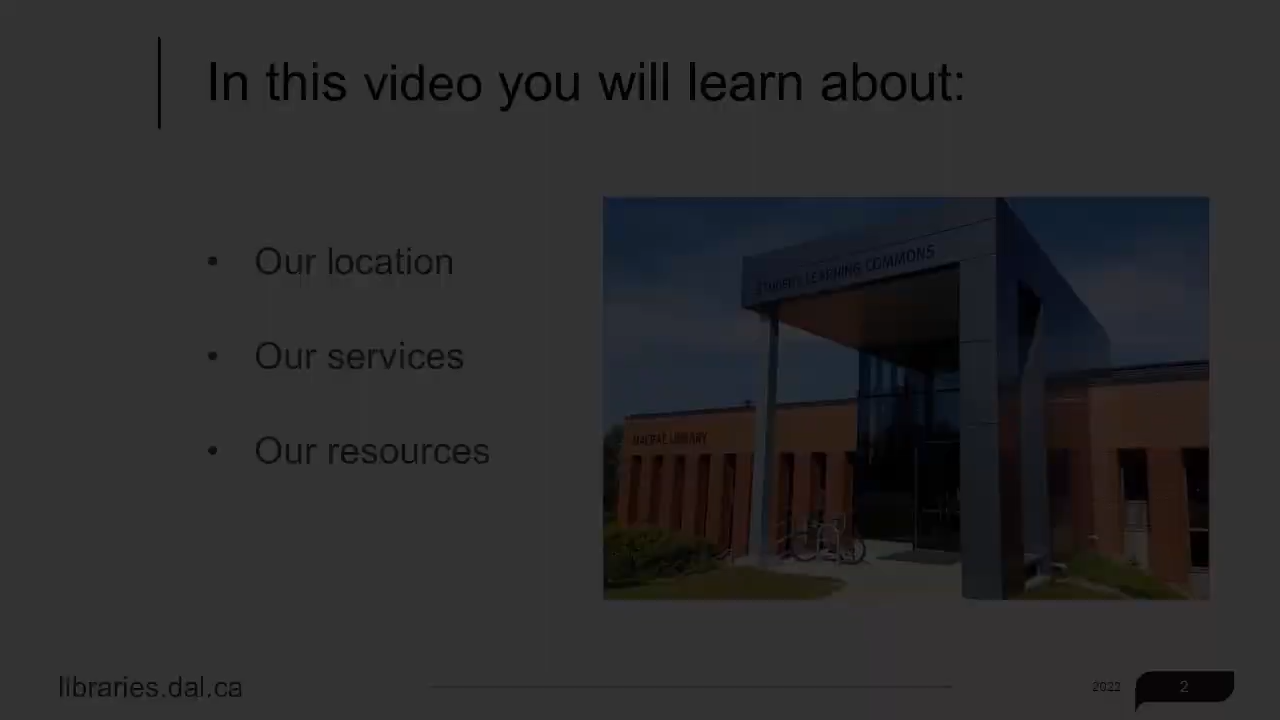 In this video you will learn about:
• Our location
• Our services
• Our resources
STUDENT LEARNING COMMONS
MACRAE LIBRARY
libraries.dal.ca
2022
2